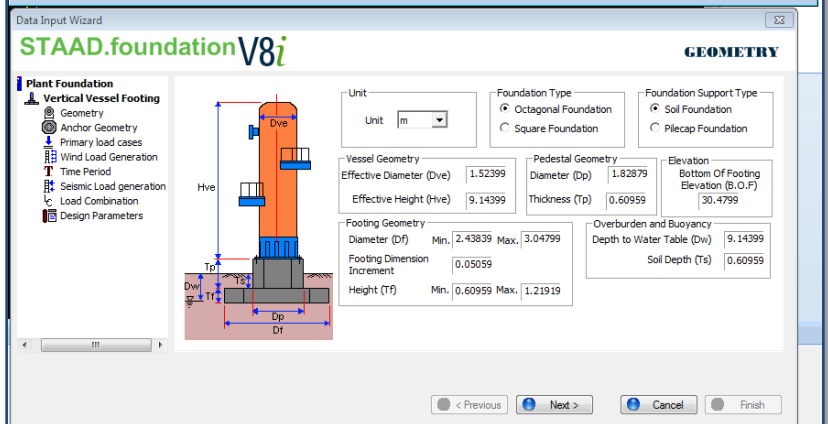 Data Input Wizard
STAAD.foundation V8i
GEOMETRY
Plant Foundation
Vertical Vessel Footing
Geometry
Anchor Geometry
Primary load cases
Wind Load Generation
Time Period
Seismic Load generation
Load Combination
Design Parameters
Dve
Hve
Tp
Ts
Dw
Tf
Dp
Df
Unit
Unit m
Foundation Type
Octagonal Foundation
Square Foundation
Foundation Support Type
Soil Foundation
Pilecap Foundation
Vessel Geometry
Effective Diameter (Dve) 1.52399
Effective Height (Hve) 9.14399
Pedestal Geometry
Diameter (Dp) 1.82879
Thickness (Tp) 0.60959
Elevation
Bottom Of Footing
Elevation (B.O.F)
30.4799
Footing Geometry
Diameter (Df) Min. 2.43839 Max. 3.04799
Footing Dimension
Increment 0.05059
Height (Tf) Min. 0.60959 Max. 1.21919
Overburden and Buoyancy
Depth to Water Table (Dw) 9.14399
Soil Depth (Ts) 0.60959
< Previous
Next >
Cancel
Finish